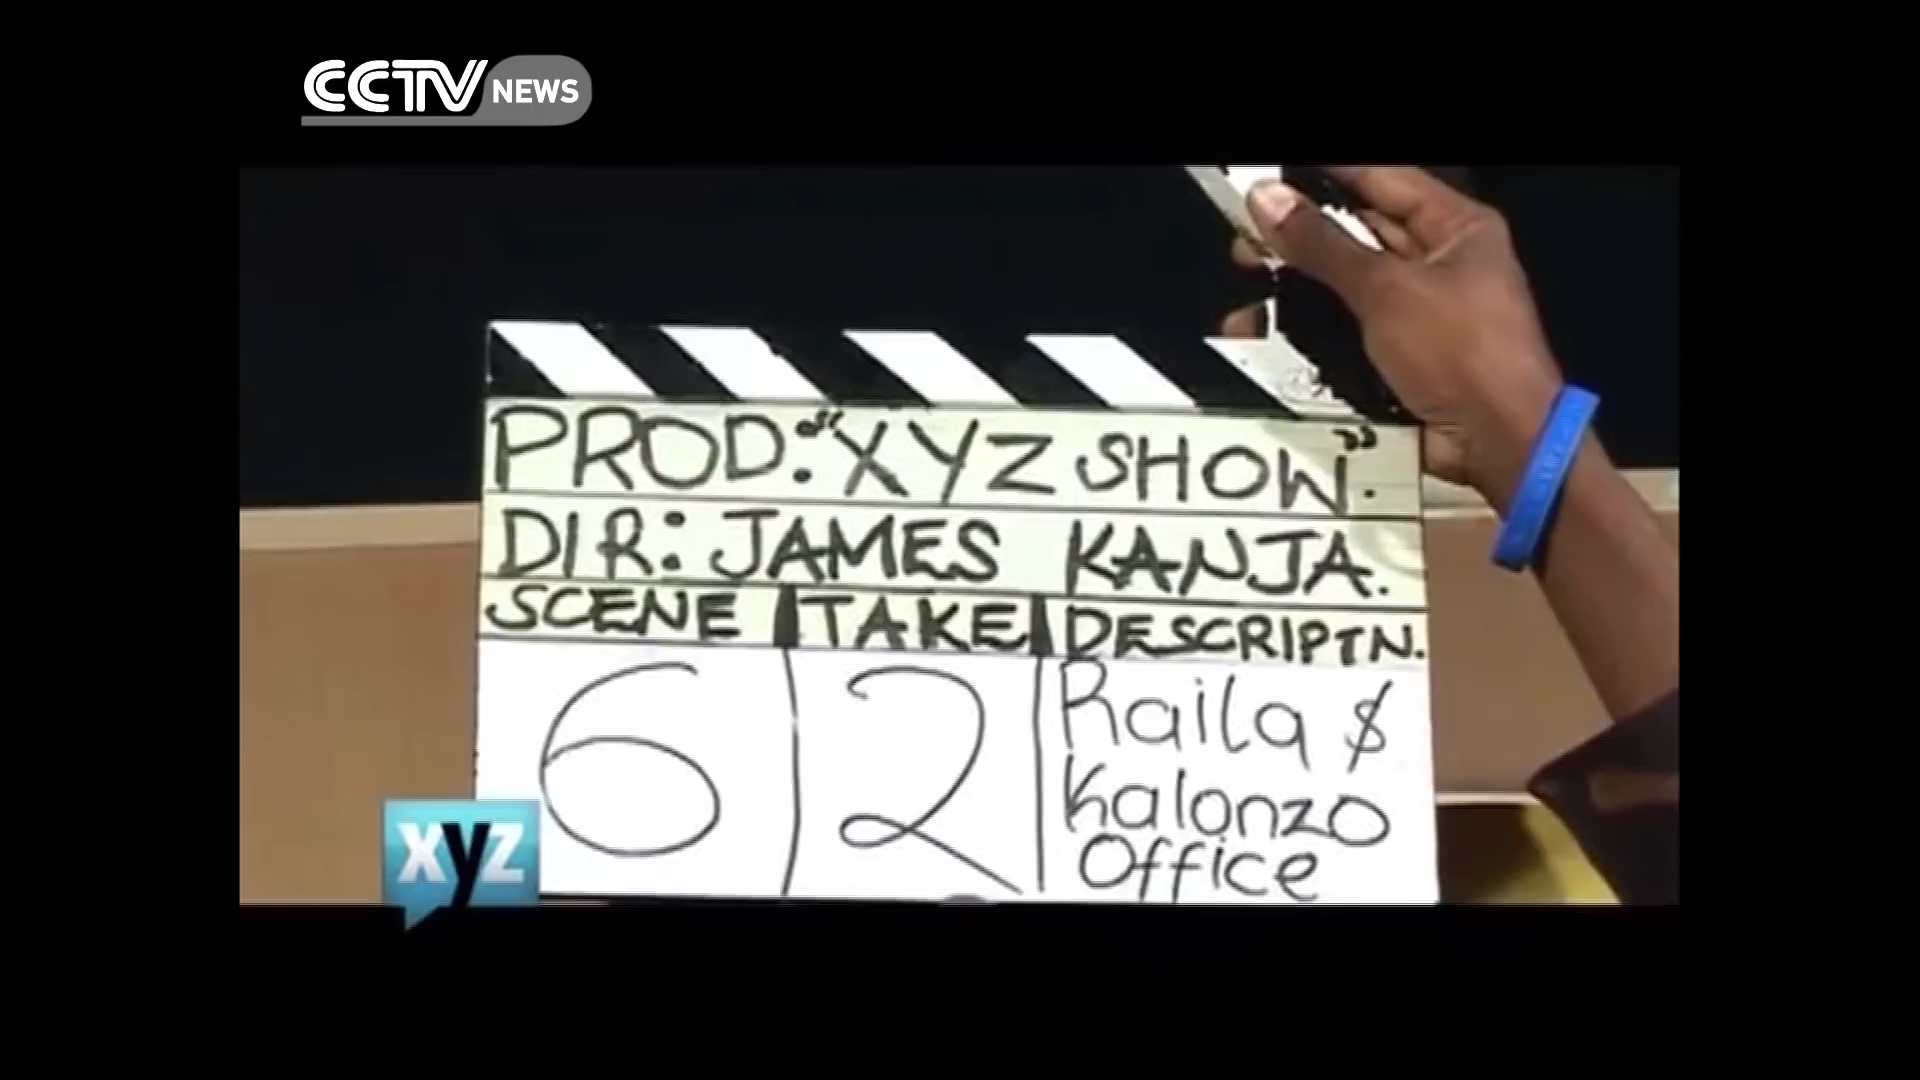 CCTV NEWS
PROD: "XYZ SHOW".
DIR: JAMES KANJA.
SCENE TAKE DESCRIPTN.
6 2 Raila $
Kalonzo
Office
xyz